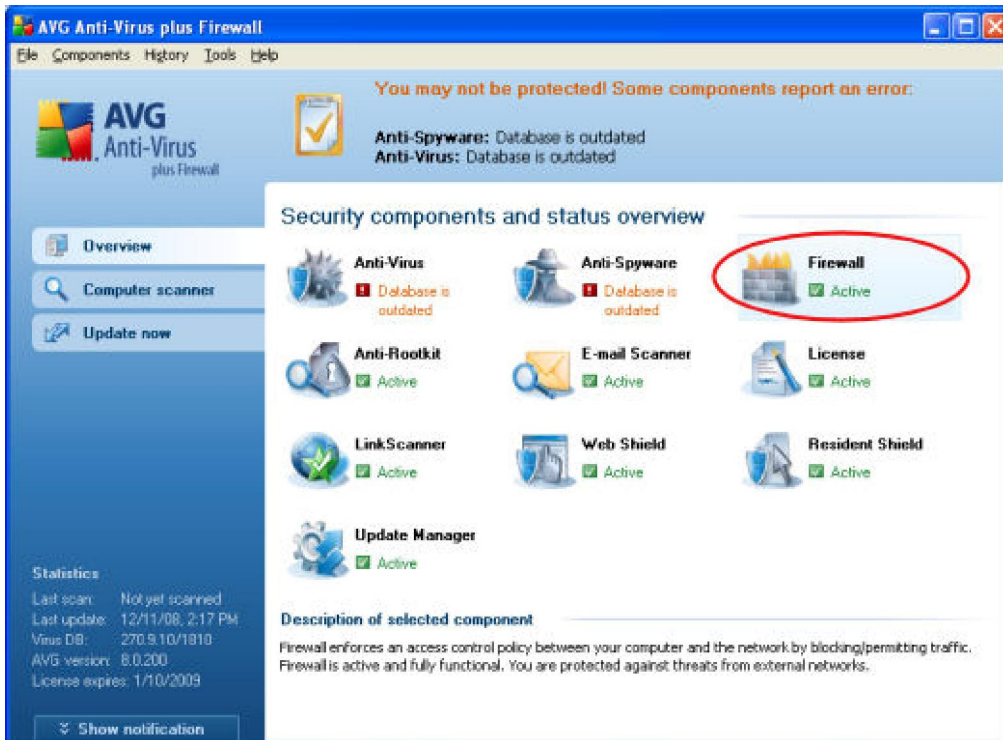 AVG Anti-Virus plus Firewall
File Components History Tools Help
AVG
Anti-Virus
plus Firewall
You may not be protected! Some components report an error:
Anti-Spyware: Database is outdated
Anti-Virus: Database is outdated
Overview
Computer scanner
Update now
Security components and status overview
Anti-Virus
Database is
outdated
Anti-Spyware
Database is
outdated
Firewall
Active
Anti-Rootkit
Active
E-mail Scanner
Active
License
Active
LinkScanner
Active
Web Shield
Active
Resident Shield
Active
Update Manager
Active
Statistics
Last scan: Not yet scanned
Last update: 12/11/08, 2:17 PM
Virus DB: 270.9.10/1810
AVG version: 8.0.200
License expires: 1/10/2009
Show notification
Description of selected component
Firewall enforces an access control policy between your computer and the network by blocking/permitting traffic.
Firewall is active and fully functional. You are protected against threats from external networks.